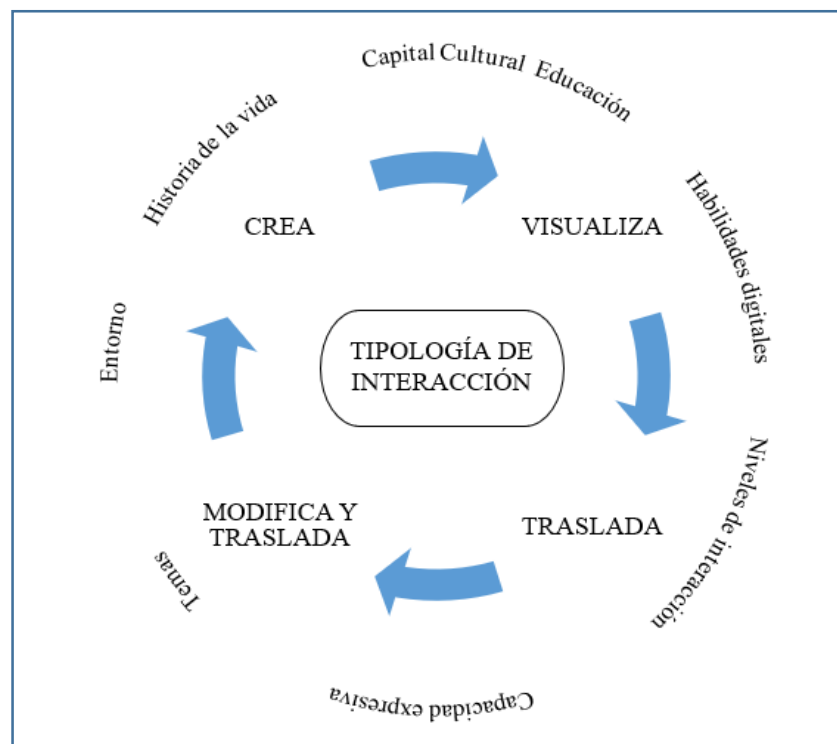 Capital Cultural Educación
Historia de la vida
Habilidades digitales
CREA
VISUALIZA
Entorno
TIPOLOGÍA DE
INTERACCIÓN
Niveles de interacción
MODIFICA Y
TRASLADA
TRASLADA
Temas
Capacidad expresiva